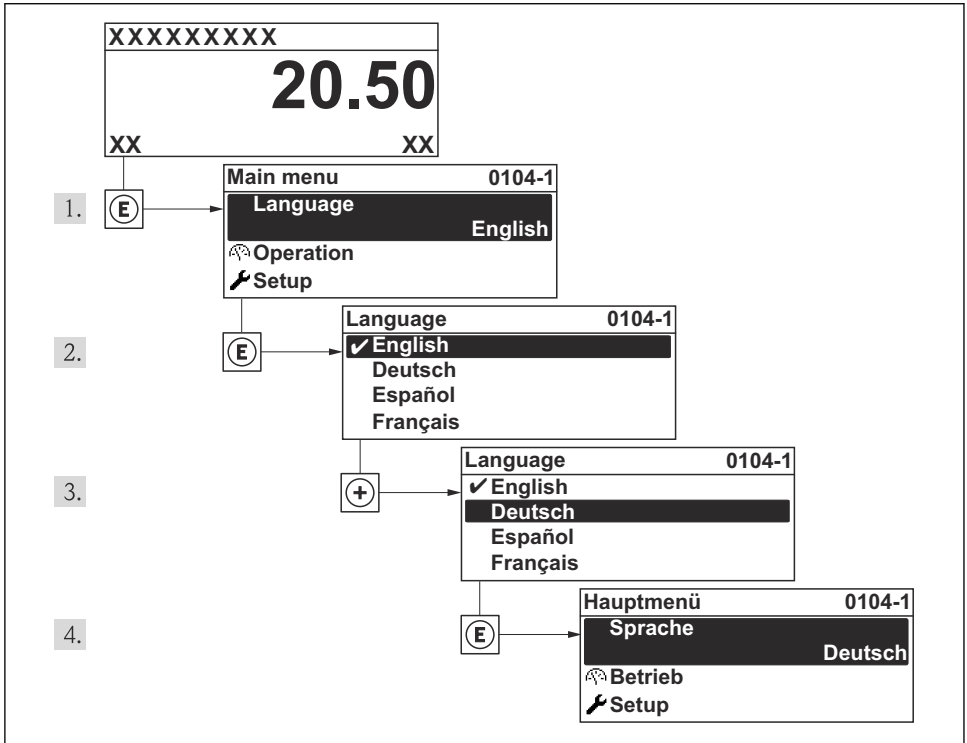 XXXXXXXXX
20.50
XX XX
1. E
Main menu 0104-1
Language
English
Operation
Setup
2. E
Language 0104-1
✔English
Deutsch
Español
Français
3. +
Language 0104-1
✔English
Deutsch
Español
Français
4. E
Hauptmenü 0104-1
Sprache
Deutsch
Betrieb
Setup